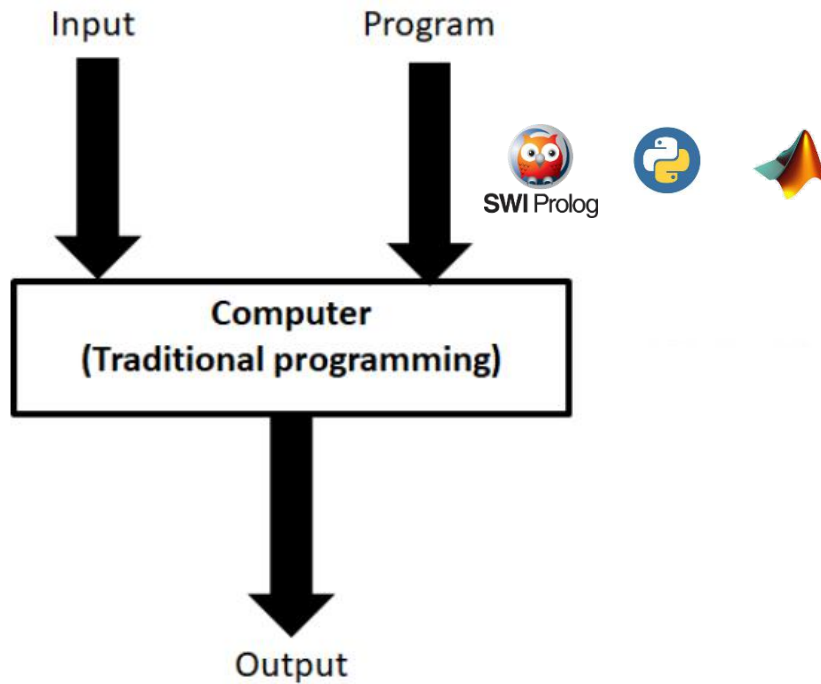 Input
Program
SWI Prolog
Computer
(Traditional programming)
Output